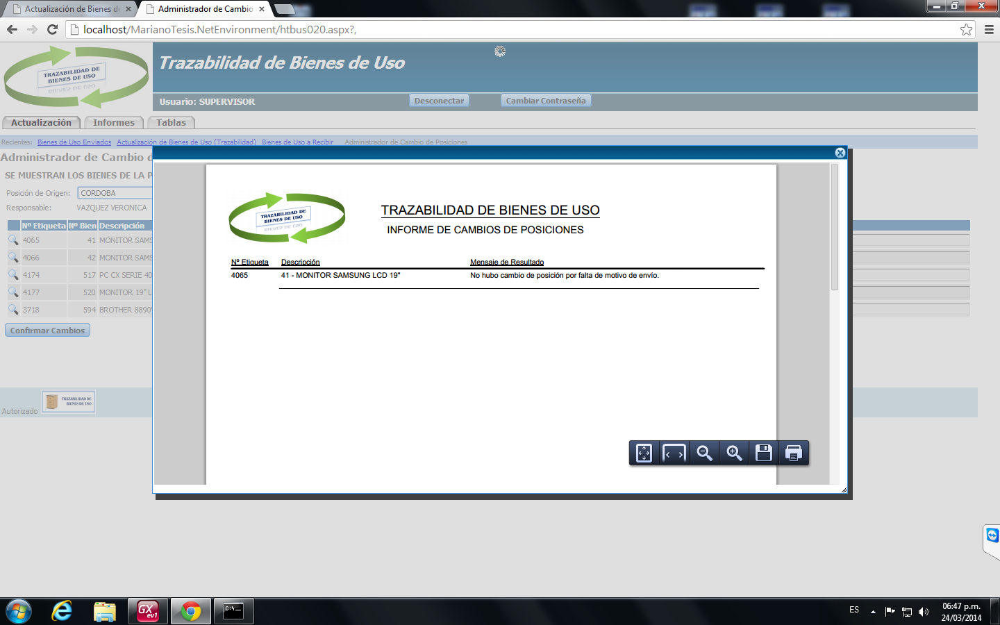 Actualización de Bienes de
Administrador de Cambio
localhost/MarianoTesis.NetEnvironment/htbus020.aspx?,
TRAZABILIDAD DE
BIENES DE USO
Trazabilidad de Bienes de Uso
Usuario: SUPERVISOR
Desconectar
Cambiar Contraseña
Actualización
Informes
Tablas
Recientes: Bienes de Uso Enviados Actualización de Bienes de Uso (Trazabilidad) Bienes de Uso a Recibir Administrador de Cambio de Posiciones
Administrador de Cambio d
SE MUESTRAN LOS BIENES DE LA P
Posición de Origen: CORDOBA
Responsable: VAZQUEZ VERONICA
Nº Etiqueta Nº Bien Descripción
4065 41 MONITOR SAMS
4066 42 MONITOR SAMS
4174 517 PC CX SERIE 40
4177 520 MONITOR 19" L
3718 594 BROTHER 8890
Confirmar Cambios
Autorizado
TRAZABILIDAD DE
BIENES DE USO
TRAZABILIDAD DE
BIENES DE USO
TRAZABILIDAD DE BIENES DE USO
INFORME DE CAMBIOS DE POSICIONES
Nº Etiqueta Descripción Mensaje de Resultado
4065 41 - MONITOR SAMSUNG LCD 19" No hubo cambio de posición por falta de motivo de envío.
GX
ev1
C:\
ES
06:47 p.m.
24/03/2014